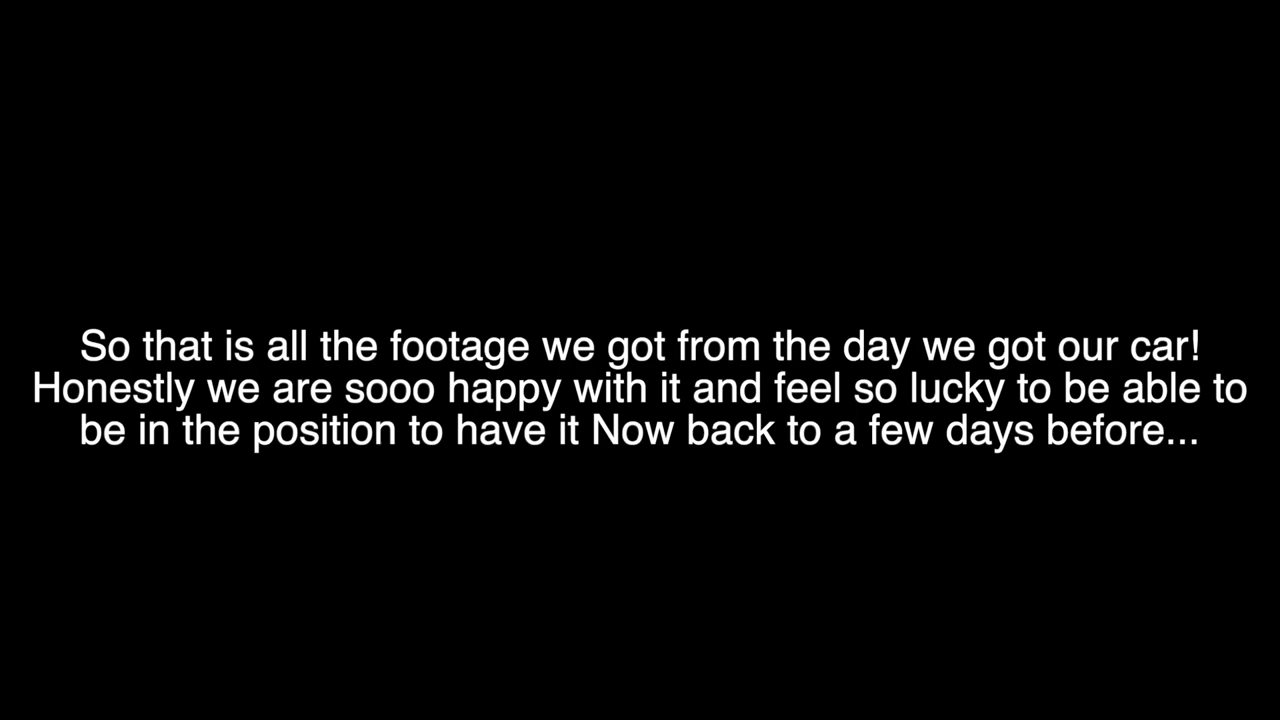 So that is all the footage we got from the day we got our car!
Honestly we are sooo happy with it and feel so lucky to be able to
be in the position to have it Now back to a few days before...